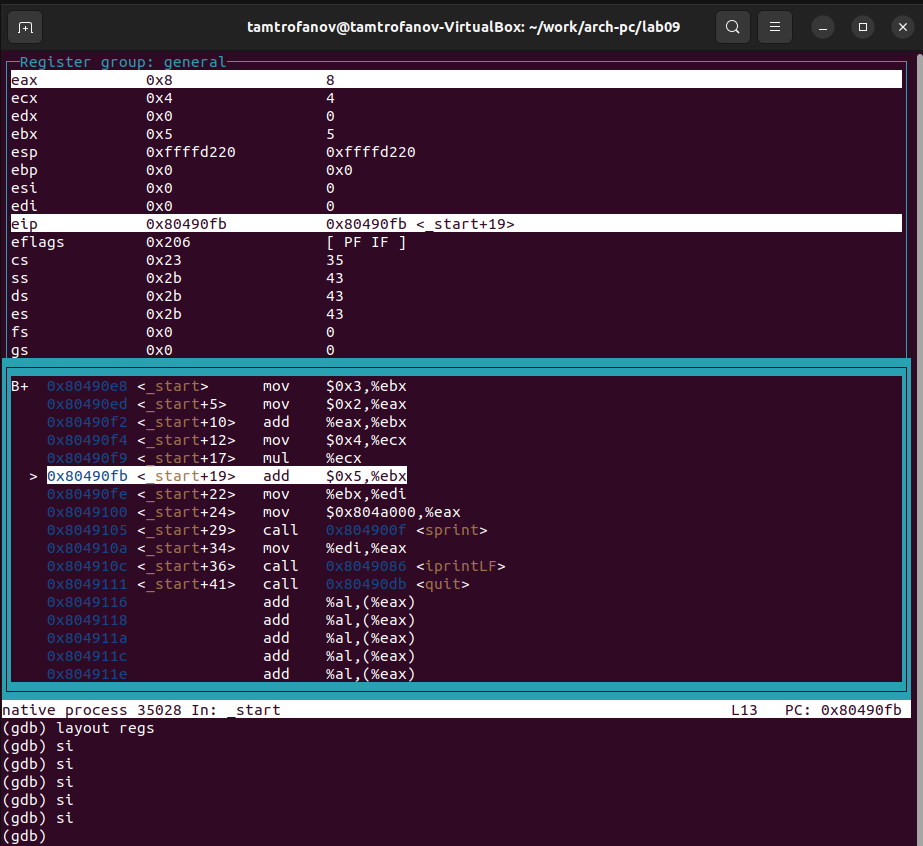 tamtrofanov@tamtrofanov-VirtualBox: ~/work/arch-pc/lab09
Register group: general
eax 0x8 8
ecx 0x4 4
edx 0x0 0
ebx 0x5 5
esp 0xffffd220 0xffffd220
ebp 0x0 0x0
esi 0x0 0
edi 0x0 0
eip 0x80490fb 0x80490fb <_start+19>
eflags 0x206 [ PF IF ]
cs 0x23 35
ss 0x2b 43
ds 0x2b 43
es 0x2b 43
fs 0x0 0
gs 0x0 0
B+ 0x80490e8 <_start> mov $0x3,%ebx
0x80490ed <_start+5> mov $0x2,%eax
0x80490f2 <_start+10> add %eax,%ebx
0x80490f4 <_start+12> mov $0x4,%ecx
0x80490f9 <_start+17> mul %ecx
> 0x80490fb <_start+19> add $0x5,%ebx
0x80490fe <_start+22> mov %ebx,%edi
0x8049100 <_start+24> mov $0x804a000,%eax
0x8049105 <_start+29> call 0x804900f <sprint>
0x804910a <_start+34> mov %edi,%eax
0x804910c <_start+36> call 0x8049086 <iprintLF>
0x8049111 <_start+41> call 0x80490db <quit>
0x8049116 add %al,(%eax)
0x8049118 add %al,(%eax)
0x804911a add %al,(%eax)
0x804911c add %al,(%eax)
0x804911e add %al,(%eax)
native process 35028 In: _start L13 PC: 0x80490fb
(gdb) layout regs
(gdb) si
(gdb) si
(gdb) si
(gdb) si
(gdb) si
(gdb)